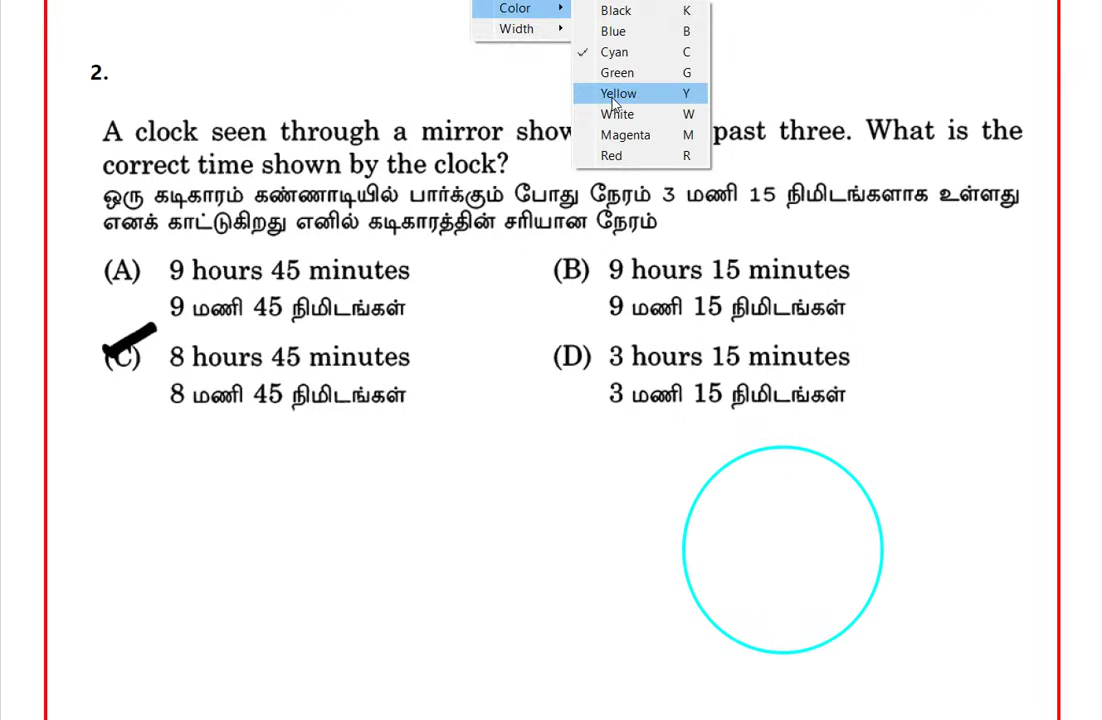 Color
Width
Black K
Blue B
Cyan C
Green G
Yellow Y
White W
Magenta M
Red R
2.
A clock seen through a mirror past three. What is the
correct time shown by the clock?
ஒரு கடிகாரம் கண்ணாடியில் பார்க்கும் போது நேரம் 3 மணி 15 நிமிடங்களாக உள்ளது
எனக் காட்டுகிறது எனில் கடிகாரத்தின் சரியான நேரம்
(A) 9 hours 45 minutes
9 மணி 45 நிமிடங்கள்
(B) 9 hours 15 minutes
9 மணி 15 நிமிடங்கள்
(C) 8 hours 45 minutes
8 மணி 45 நிமிடங்கள்
(D) 3 hours 15 minutes
3 மணி 15 நிமிடங்கள்